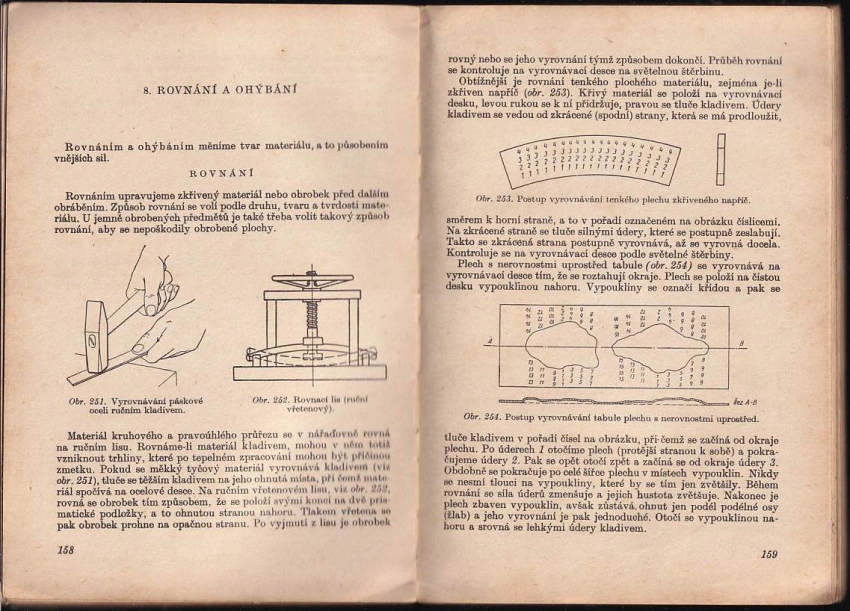 8. ROVNÁNÍ A OHÝBÁNÍ
Rovnáním a ohýbáním měníme tvar materiálu, a to působením
vnějších sil.
ROVNÁNÍ
Rovnáním upravujeme zkřivený materiál nebo obrobek před dalším
obráběním. Způsob rovnání se volí podle druhu, tvaru a tvrdosti mate-
riálu. U jemně obrobených předmětů je také třeba volit takový způsob
rovnání, aby se nepoškodily obrobené plochy.
Obr. 251. Vyrovnávání páskové
oceli ručním kladivem.
Obr. 252. Rovnací lis (ruční
vřetenový).
Materiál kruhového a pravoúhlého průřezu se v nářaďovně rovná
na ručním lisu. Rovnáme-li materiál kladivem, mohou v něm totiž
vzniknout trhliny, které po tepelném zpracování mohou být příčinou
zmetku. Pokud se měkký tyčový materiál vyrovnává kladivem (viz
obr. 251), tluče se těžším kladivem na jeho ohnutá místa, při čemž mate-
riál spočívá na ocelové desce. Na ručním vřetenovém lisu, viz obr. 252,
rovná se obrobek tím způsobem, že se položí svými konci na dvě pris-
matické podložky, a to ohnutou stranou nahoru. Tlakem vřetena se
pak obrobek prohne na opačnou stranu. Po vyjmutí z lisu je obrobek
158
rovný nebo se jeho vyrovnání týmž způsobem dokončí. Průběh rovnání
se kontroluje na vyrovnávací desce na světelnou štěrbinu.
Obtížnější je rovnání tenkého plochého materiálu, zejména je-li
zkřiven napříč (obr. 253). Křivý materiál se položí na vyrovnávací
desku, levou rukou se k ní přidržuje, pravou se tluče kladivem. Údery
kladivem se vedou od zkrácené (spodní) strany, která se má prodloužit,
Obr. 253. Postup vyrovnávání tenkého plechu zkřiveného napříč.
směrem k horní straně, a to v pořadí označeném na obrázku číslicemi.
Na zkrácené straně se tluče silnými údery, které se postupně zeslabují.
Takto se zkrácená strana postupně vyrovnává, až se vyrovná docela.
Kontroluje se na vyrovnávací desce podle světelné štěrbiny.
Plech s nerovnostmi uprostřed tabule (obr. 254) se vyrovnává na
vyrovnávací desce tím, že se roztahují okraje. Plech se položí na čistou
desku vypouklinou nahoru. Vypoukliny se označí křídou a pak se
A
B
Řez A-B
Obr. 254. Postup vyrovnávání tabule plechu s nerovnostmi uprostřed.
tluče kladivem v pořadí čísel na obrázku, při čemž se začíná od okraje
plechu. Po úderech 1 otočíme plech (protější stranou k sobě) a pokra-
čujeme údery 2. Pak se opět otočí zpět a začíná se od okraje údery 3.
Obdobně se pokračuje po celé šířce plechu v místech vypouklin. Nikdy
se nesmí tlouci na vypoukliny, které by se tím jen zvětšily. Během
rovnání se síla úderů zmenšuje a jejich hustota zvětšuje. Nakonec je
plech zbaven vypouklin, avšak zůstává ohnut jen podél podélné osy
(žlab) a jeho vyrovnání je pak jednoduché. Otočí se vypouklinou na-
horu a srovná se lehkými údery kladivem.
159